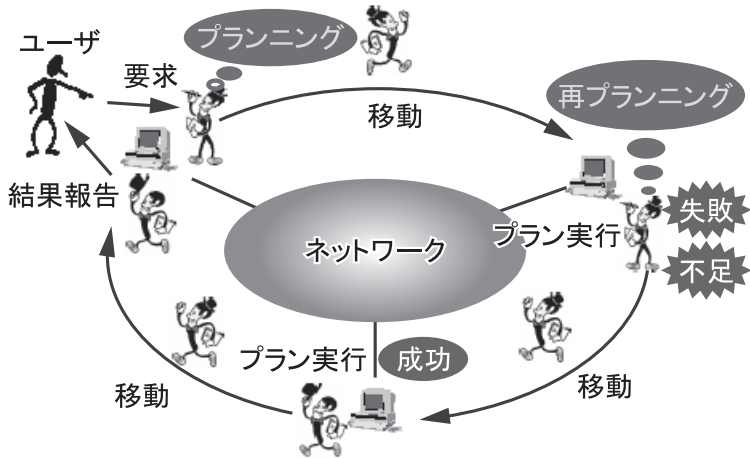 ユーザ
要求
プランニング
移動
再プランニング
結果報告
ネットワーク
プラン実行
失敗
不足
プラン実行
成功
移動
移動